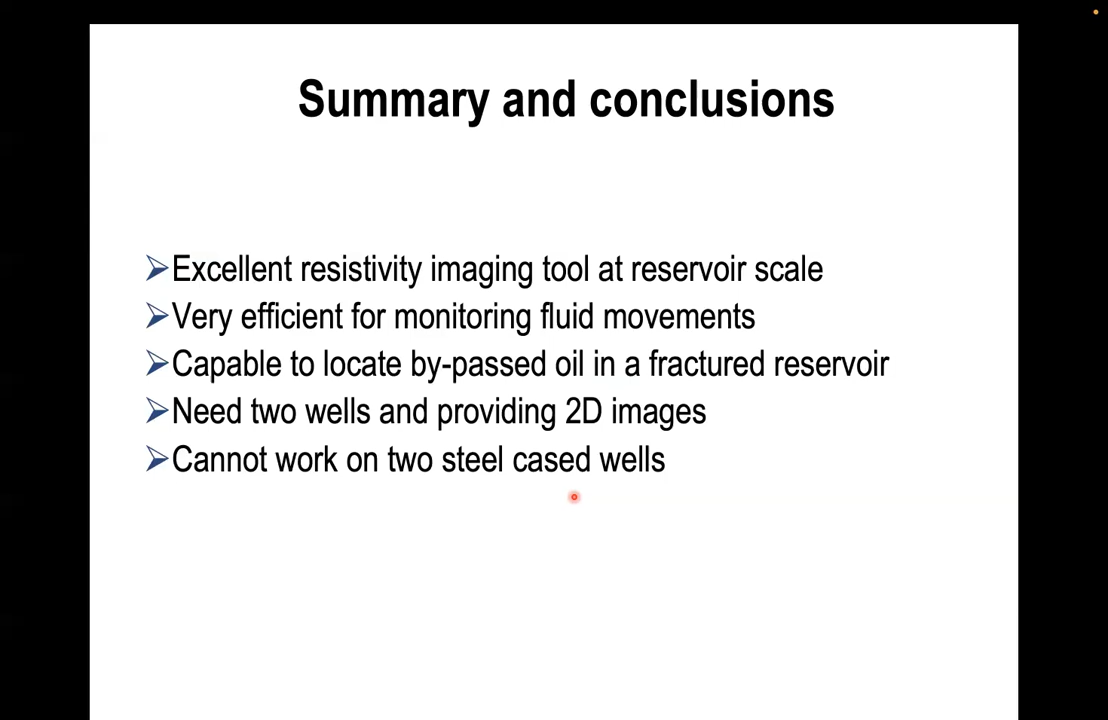 Summary and conclusions
➢Excellent resistivity imaging tool at reservoir scale
➢Very efficient for monitoring fluid movements
➢Capable to locate by-passed oil in a fractured reservoir
➢Need two wells and providing 2D images
➢Cannot work on two steel cased wells